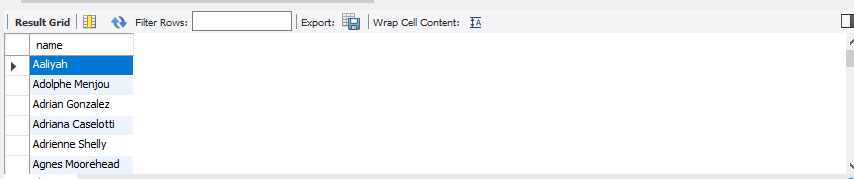 Result Grid Filter Rows: Export: Wrap Cell Content: IA
name
Aaliyah
Adolphe Menjou
Adrian Gonzalez
Adriana Caselotti
Adrienne Shelly
Agnes Moorehead